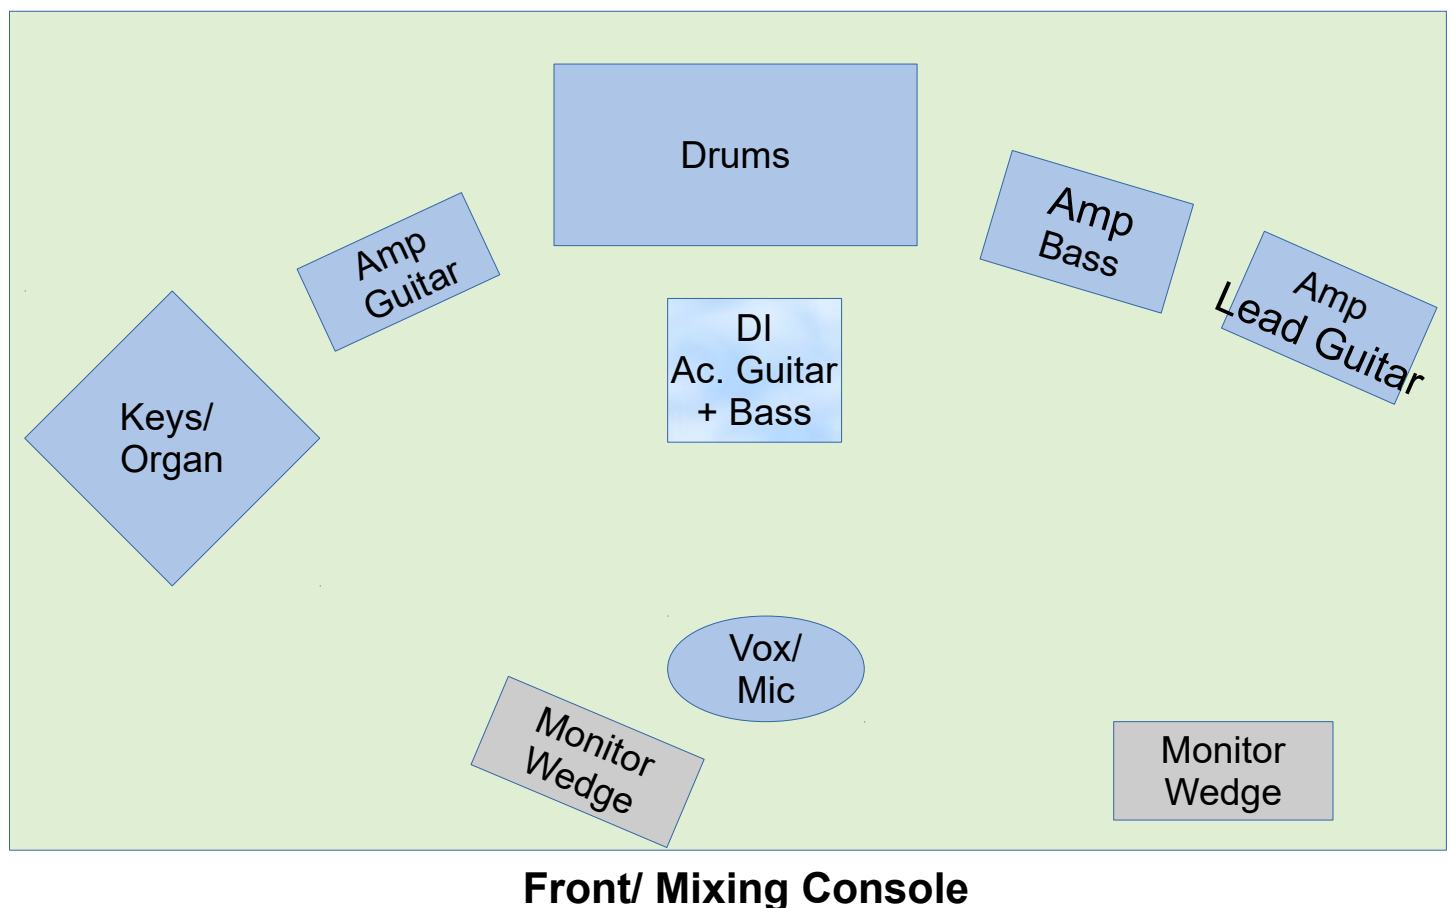 Drums
Amp
Bass
Amp
Guitar
Amp
Lead Guitar
DI
Ac. Guitar
+ Bass
Keys/
Organ
Vox/
Mic
Monitor
Wedge
Monitor
Wedge
Front/ Mixing Console